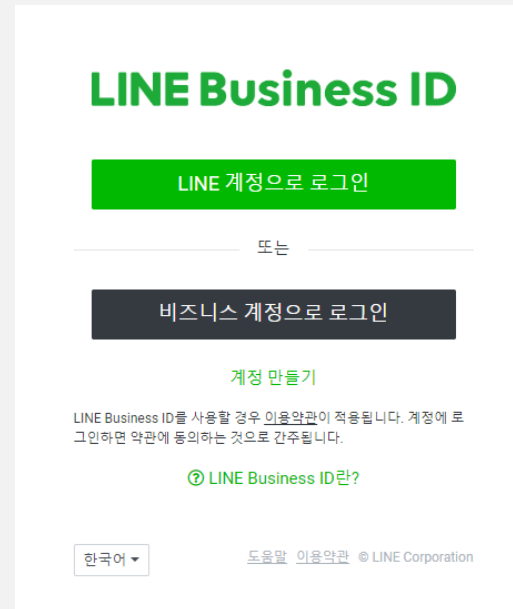 LINE Business ID
LINE 계정으로 로그인
또는
비즈니스 계정으로 로그인
계정 만들기
LINE Business ID를 사용할 경우 이용약관이 적용됩니다. 계정에 로
그인하면 약관에 동의하는 것으로 간주됩니다.
? LINE Business ID란?
한국어
도움말 이용약관 © LINE Corporation